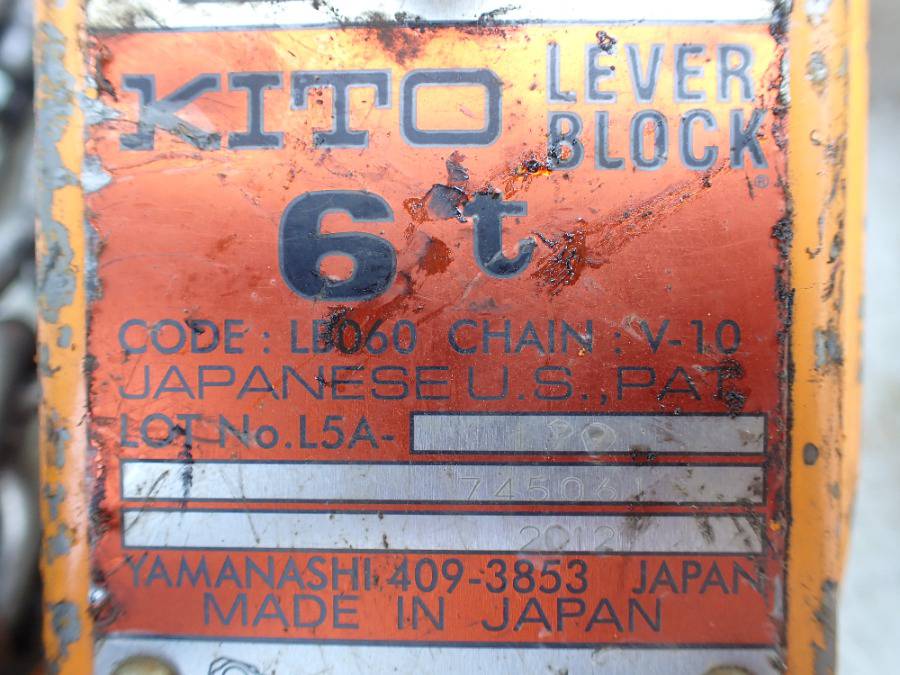 KITO LEVER BLOCK®
6t
CODE : LB060 CHAIN : V-10
JAPANESE U.S., PAT.
LOT No. L5A-
745061
2012
YAMANASHI 409-3853 JAPAN
MADE IN JAPAN